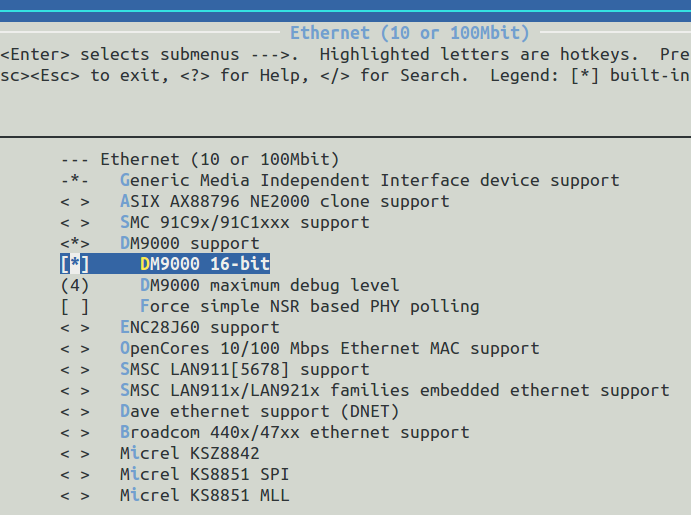 Ethernet (10 or 100Mbit)
<Enter> selects submenus --->. Highlighted letters are hotkeys. Pre
sc><Esc> to exit, <?> for Help, </> for Search. Legend: [*] built-in
--- Ethernet (10 or 100Mbit)
-*- Generic Media Independent Interface device support
< > ASIX AX88796 NE2000 clone support
< > SMC 91C9x/91C1xxx support
<*> DM9000 support
[*] DM9000 16-bit
(4) DM9000 maximum debug level
[ ] Force simple NSR based PHY polling
< > ENC28J60 support
< > OpenCores 10/100 Mbps Ethernet MAC support
< > SMSC LAN911[5678] support
< > SMSC LAN911x/LAN921x families embedded ethernet support
< > Dave ethernet support (DNET)
< > Broadcom 440x/47xx ethernet support
< > Micrel KSZ8842
< > Micrel KS8851 SPI
< > Micrel KS8851 MLL